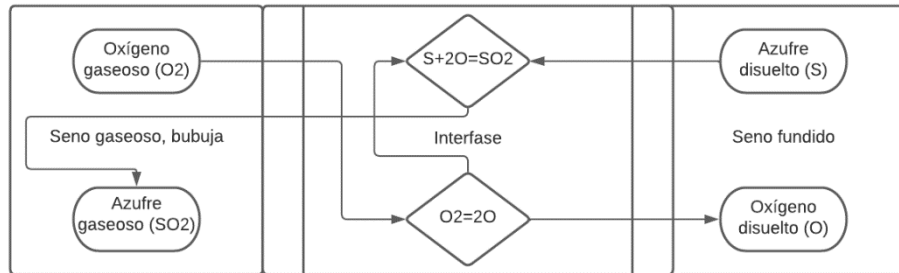 Oxígeno
gaseoso (O2)
S+2O=SO2
Azufre
disuelto (S)
Seno gaseoso, bubuja
Interfase
Seno fundido
Azufre
gaseoso (SO2)
O2=2O
Oxígeno
disuelto (O)